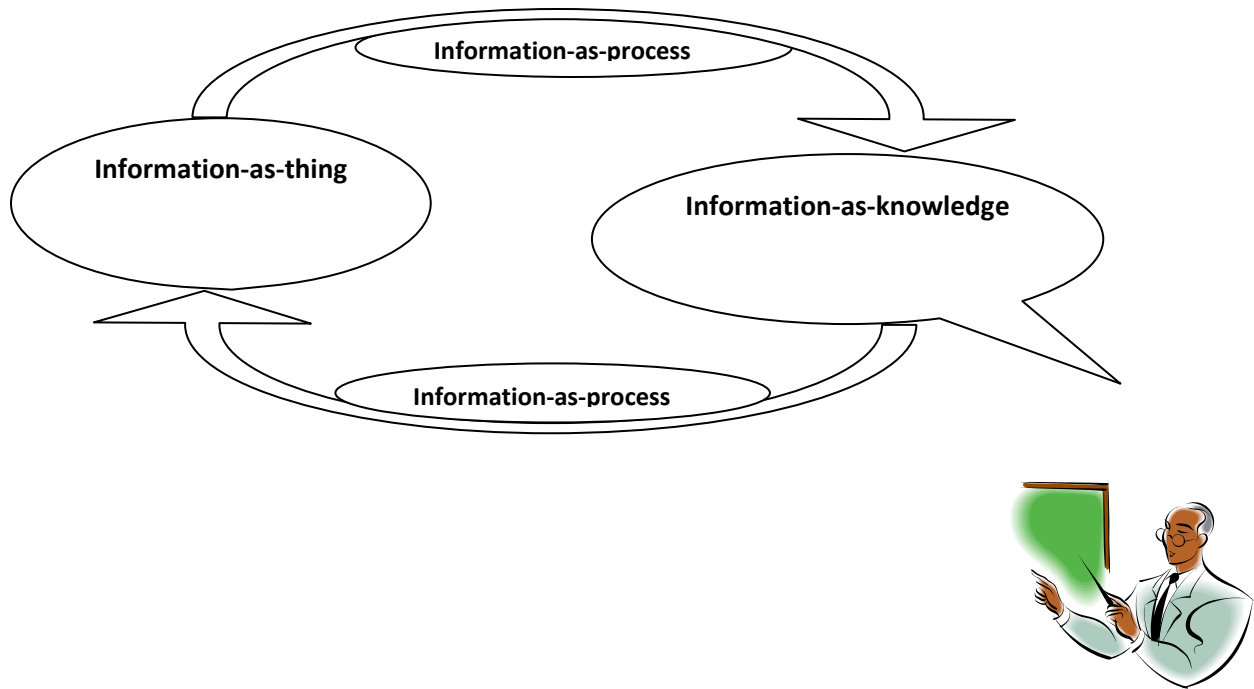 Information-as-process
Information-as-thing
Information-as-knowledge
Information-as-process